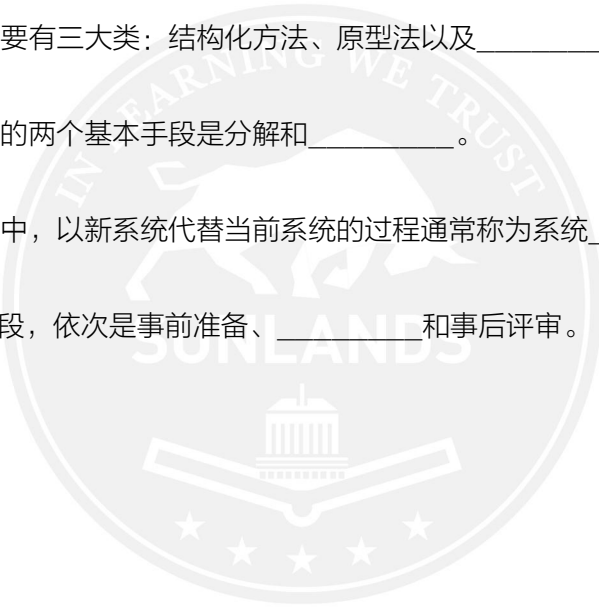 要有三大类：结构化方法、原型法以及__________
的两个基本手段是分解和__________。
中，以新系统代替当前系统的过程通常称为系统_
段，依次是事前准备、__________和事后评审。
IN LEARNING WE TRUST
SUNLANDS